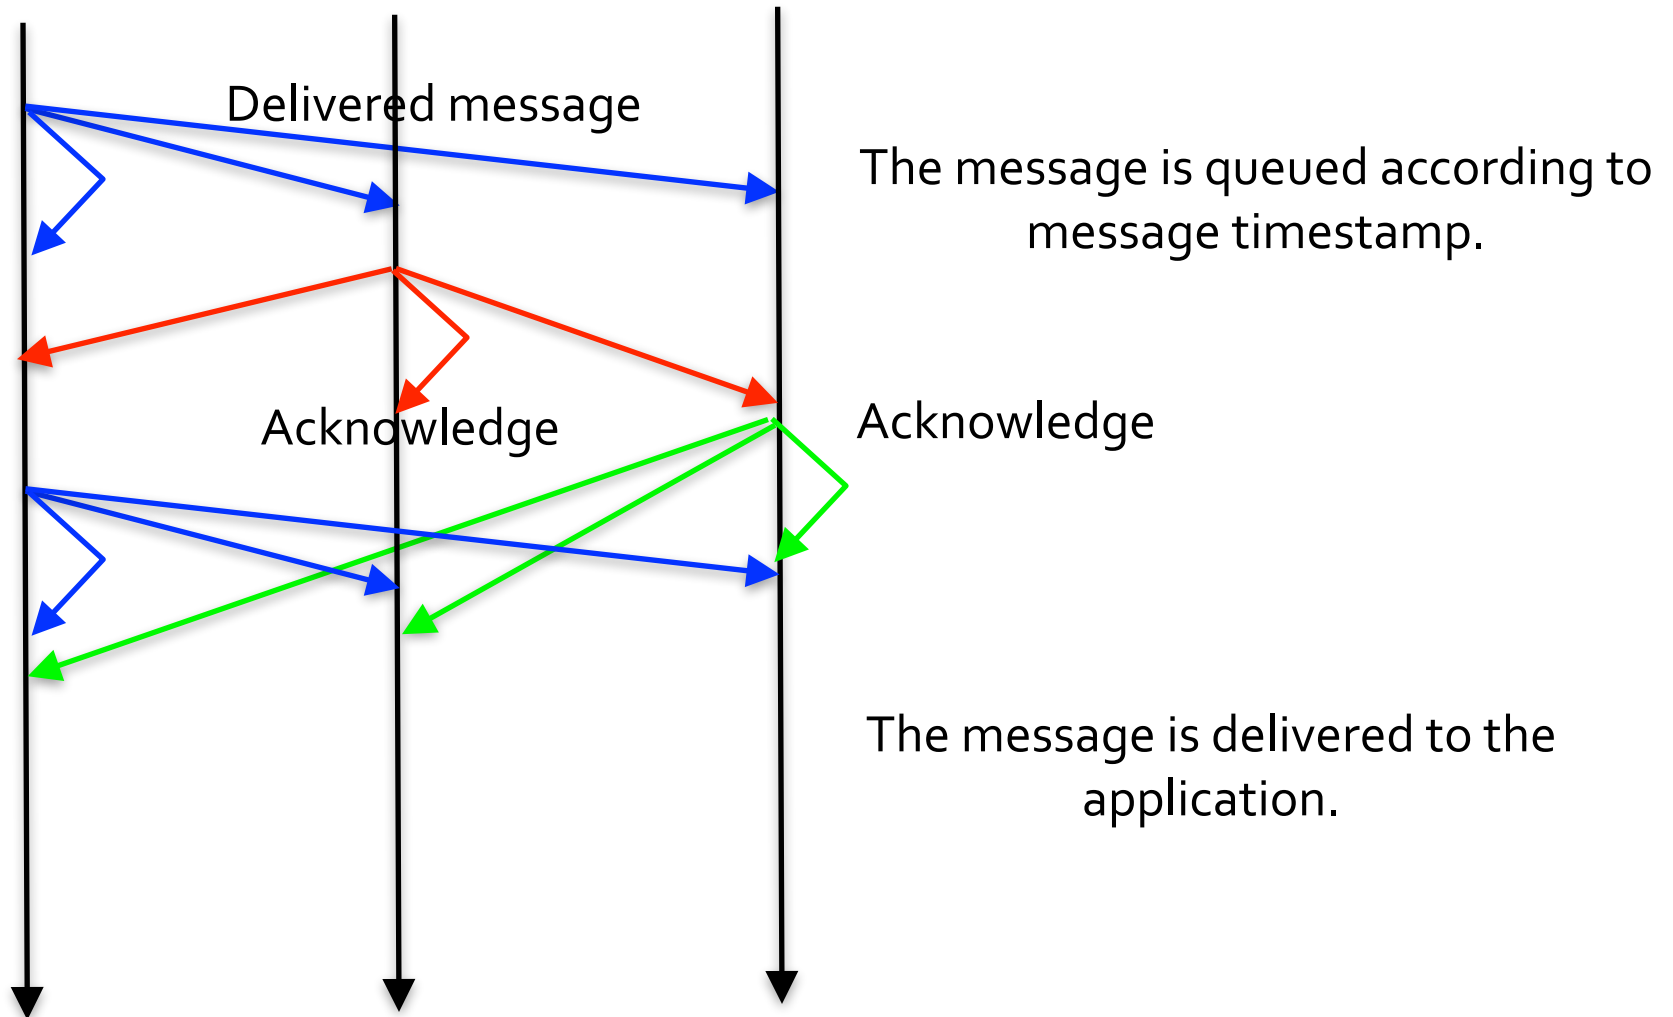 Delivered message
The message is queued according to
message timestamp.
Acknowledge
Acknowledge
The message is delivered to the
application.